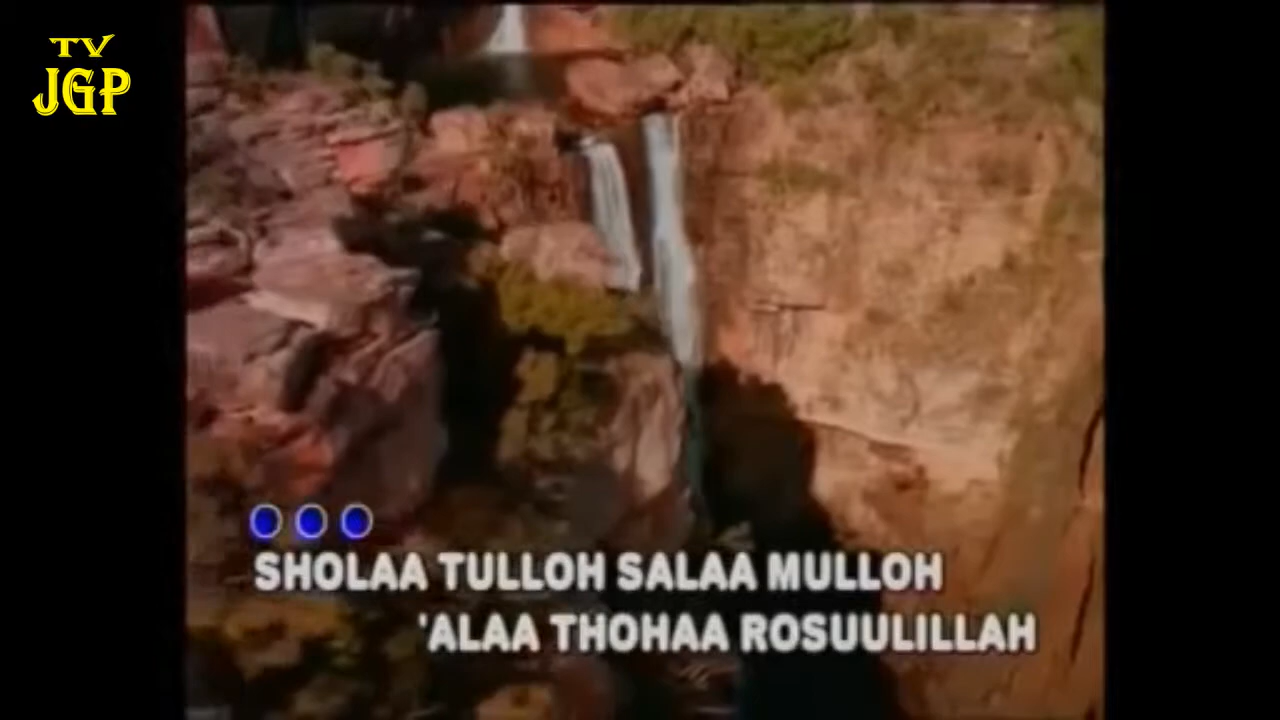 TV
JGP
SHOLAA TULLOH SALAA MULLOH
'ALAA THOHAA ROSUULILLAH